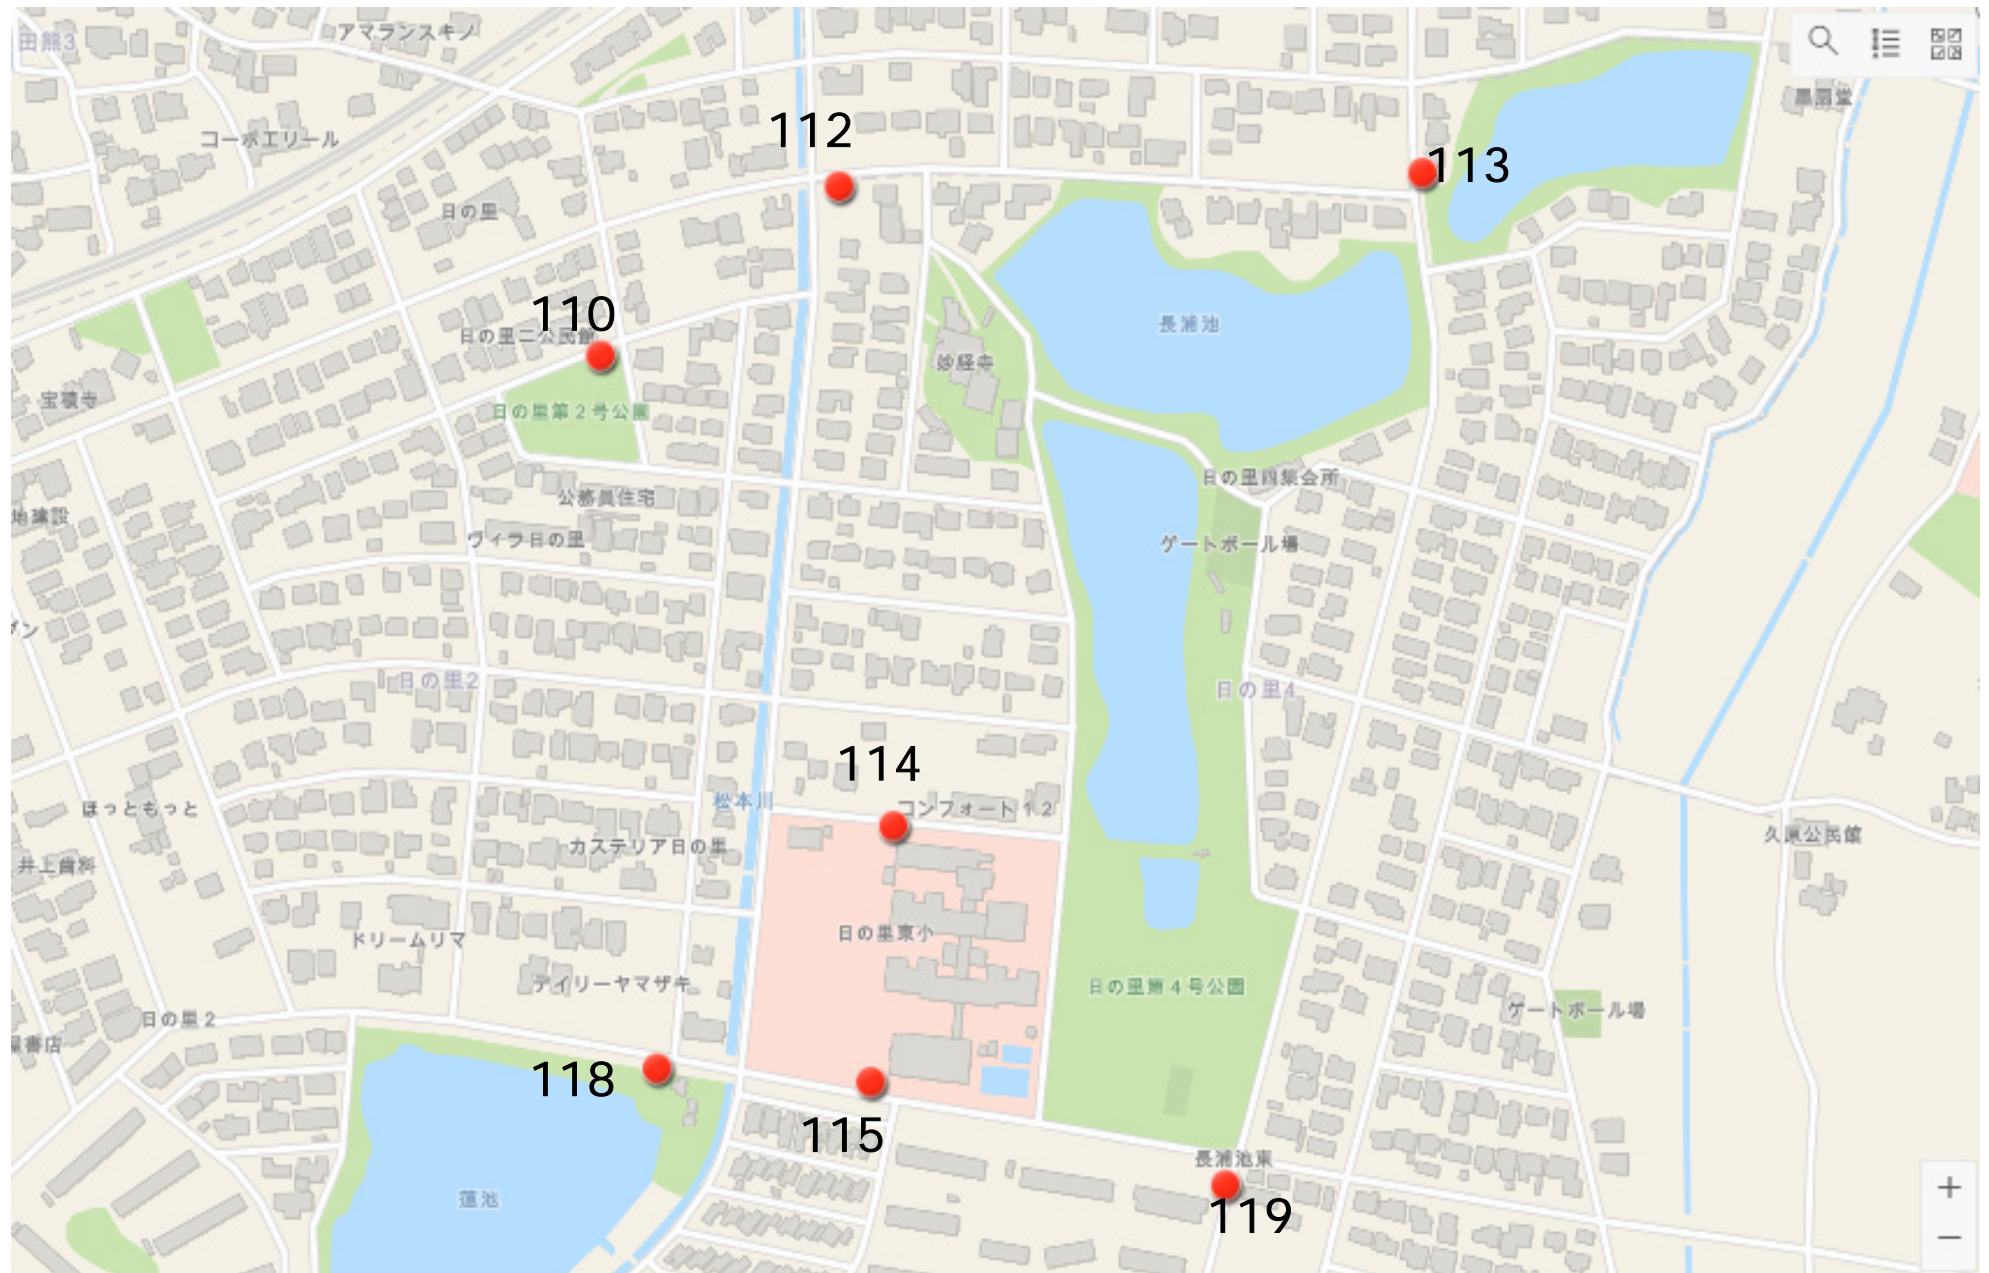 田熊3
アマランスキノ
コーポエリール
112
113
日の里
110
日の里二公民館
長浦池
妙経寺
宝積寺
日の里第2号公園
日の里四集会所
公務員住宅
地建設
ヴィラ日の里
ゲートボール場
日の里2
日の里4
114
松本川
コンフォート12
ほっともっと
カステリア日の里
久原公民館
井上歯科
日の里東小
ドリームリマ
デイリーヤマザキ
日の里第4号公園
日の里2
ゲートボール場
書店
118
115
長浦池東
119
蓮池